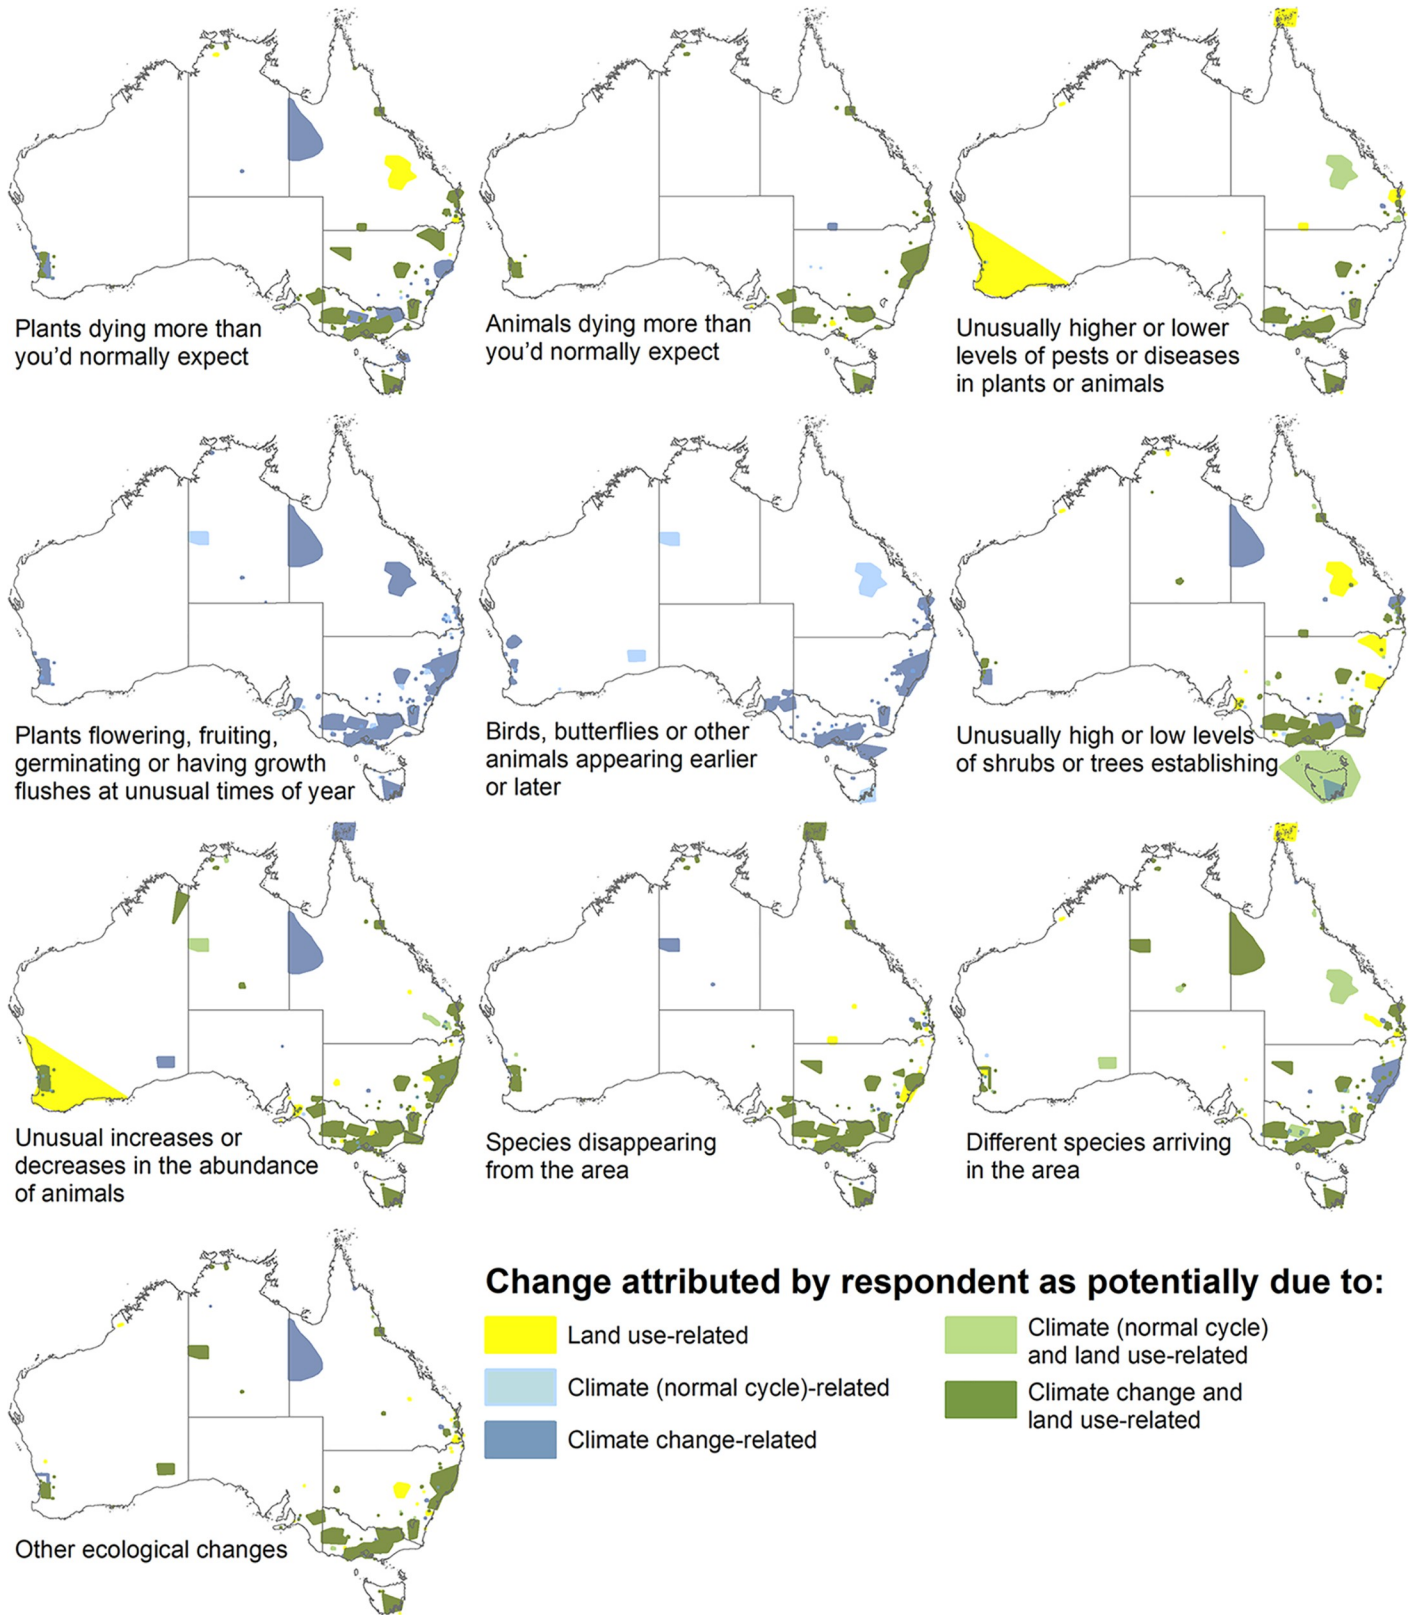 Plants dying more than
you'd normally expect
Animals dying more than
you'd normally expect
Unusually higher or lower
levels of pests or diseases
in plants or animals
Plants flowering, fruiting,
germinating or having growth
flushes at unusual times of year
Birds, butterflies or other
animals appearing earlier
or later
Unusually high or low levels
of shrubs or trees establishing
Unusual increases or
decreases in the abundance
of animals
Species disappearing
from the area
Different species arriving
in the area
Other ecological changes
Change attributed by respondent as potentially due to:
Land use-related
Climate (normal cycle)-related
Climate change-related
Climate (normal cycle)
and land use-related
Climate change and
land use-related